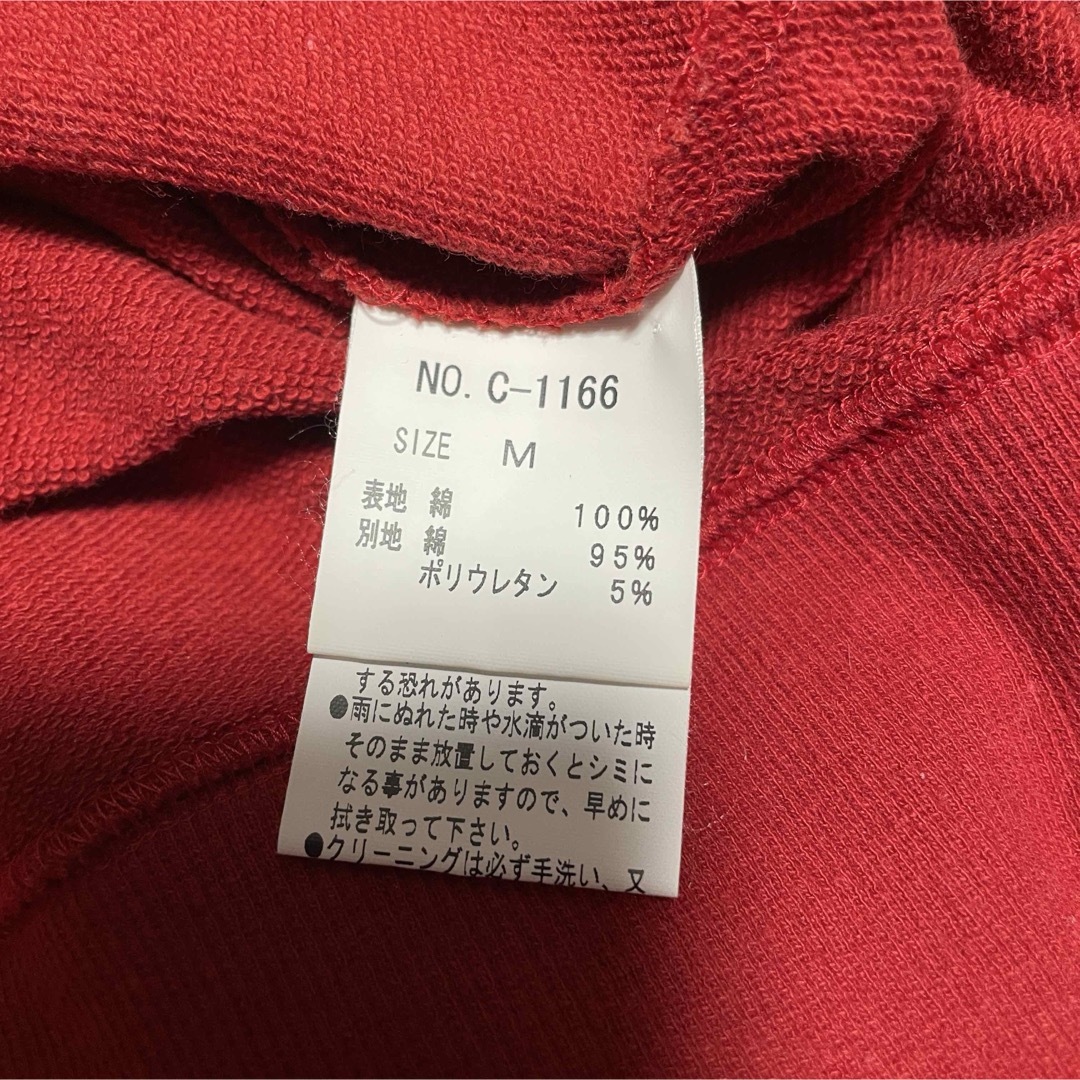 NO. C-1166
SIZE M
表地 綿 100%
別地 綿 95%
ポリウレタン 5%
する恐れがあります。
●雨にぬれた時や水滴がついた時
そのまま放置しておくとシミに
なる事がありますので、早めに
拭き取って下さい。
●クリーニングは必ず手洗い、又